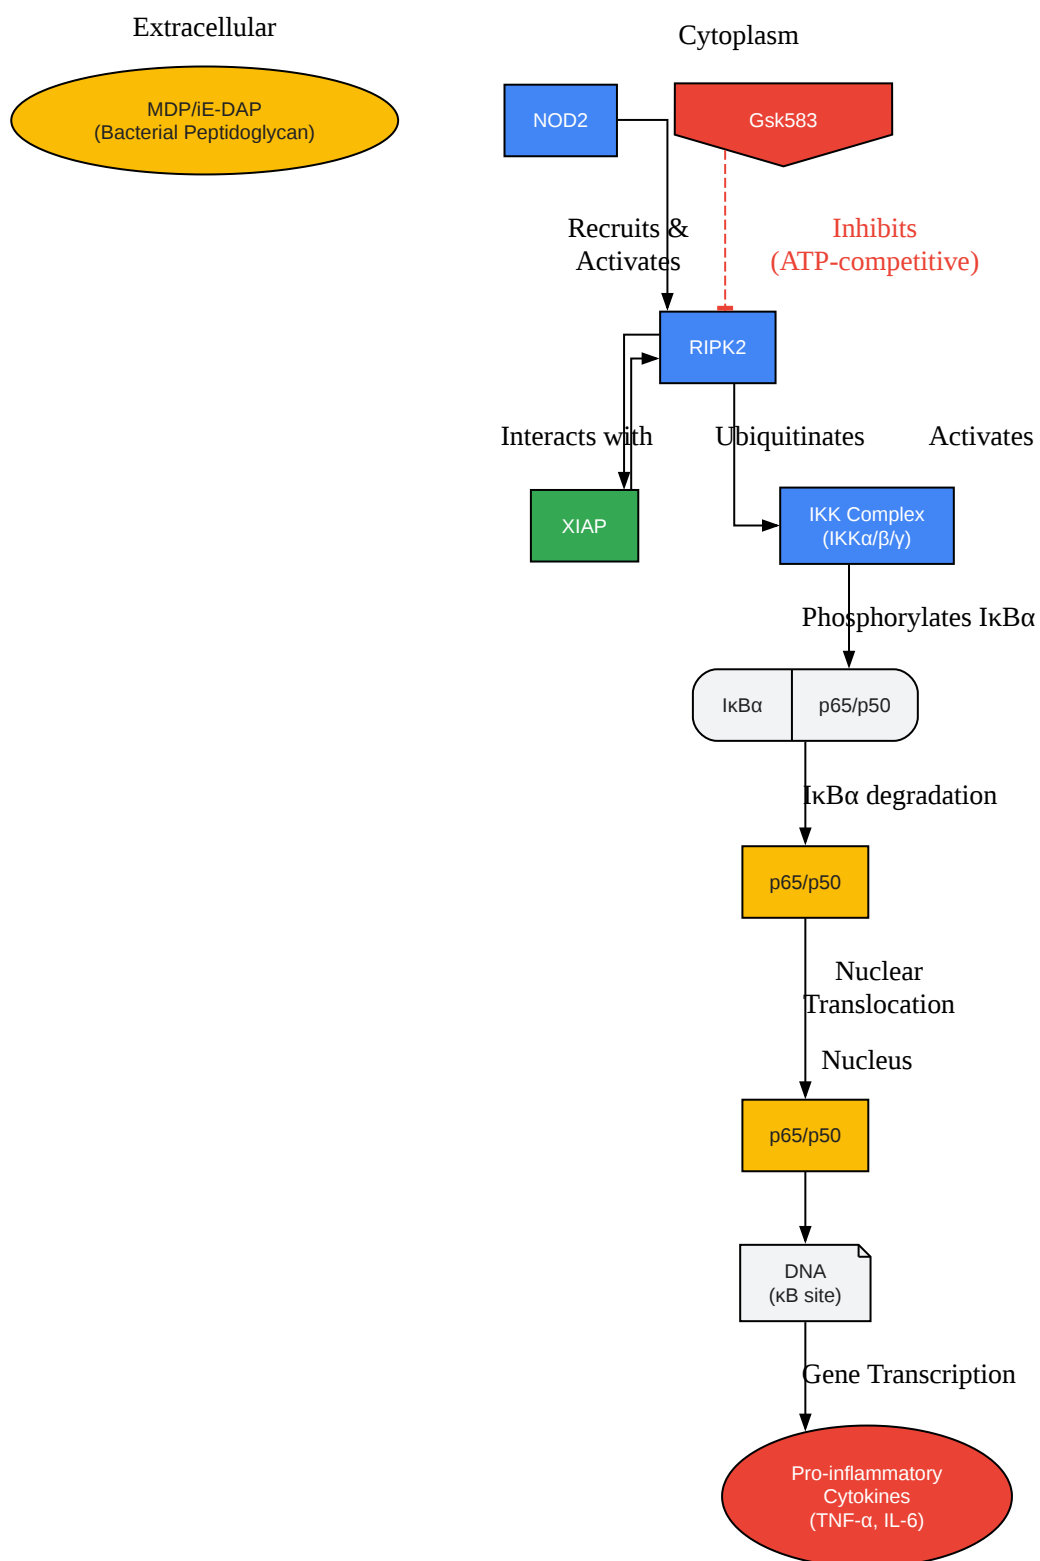 Extracellular
Cytoplasm
MDP/iE-DAP
(Bacterial Peptidoglycan)
NOD2
Gsk583
Recruits &
Activates
Inhibits
(ATP-competitive)
RIPK2
Interacts with
Ubiquitinates
Activates
XIAP
IKK Complex
(IKKα/β/γ)
Phosphorylates IκBα
IκBα
p65/p50
IκBα degradation
p65/p50
Nuclear
Translocation
Nucleus
p65/p50
DNA
(κB site)
Gene Transcription
Pro-inflammatory
Cytokines
(TNF-α, IL-6)